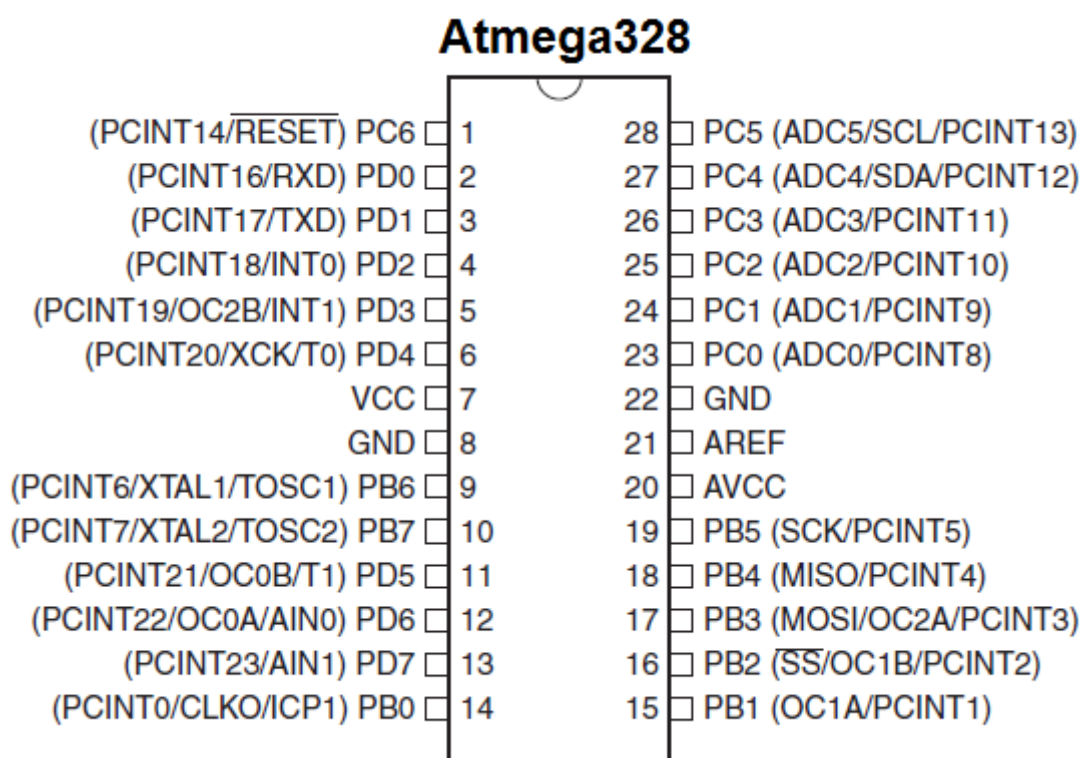 Atmega328
(PCINT14/RESET) PC6 1 28 PC5 (ADC5/SCL/PCINT13)
(PCINT16/RXD) PD0 2 27 PC4 (ADC4/SDA/PCINT12)
(PCINT17/TXD) PD1 3 26 PC3 (ADC3/PCINT11)
(PCINT18/INT0) PD2 4 25 PC2 (ADC2/PCINT10)
(PCINT19/OC2B/INT1) PD3 5 24 PC1 (ADC1/PCINT9)
(PCINT20/XCK/T0) PD4 6 23 PC0 (ADC0/PCINT8)
VCC 7 22 GND
GND 8 21 AREF
(PCINT6/XTAL1/TOSC1) PB6 9 20 AVCC
(PCINT7/XTAL2/TOSC2) PB7 10 19 PB5 (SCK/PCINT5)
(PCINT21/OC0B/T1) PD5 11 18 PB4 (MISO/PCINT4)
(PCINT22/OC0A/AIN0) PD6 12 17 PB3 (MOSI/OC2A/PCINT3)
(PCINT23/AIN1) PD7 13 16 PB2 (SS/OC1B/PCINT2)
(PCINT0/CLKO/ICP1) PB0 14 15 PB1 (OC1A/PCINT1)